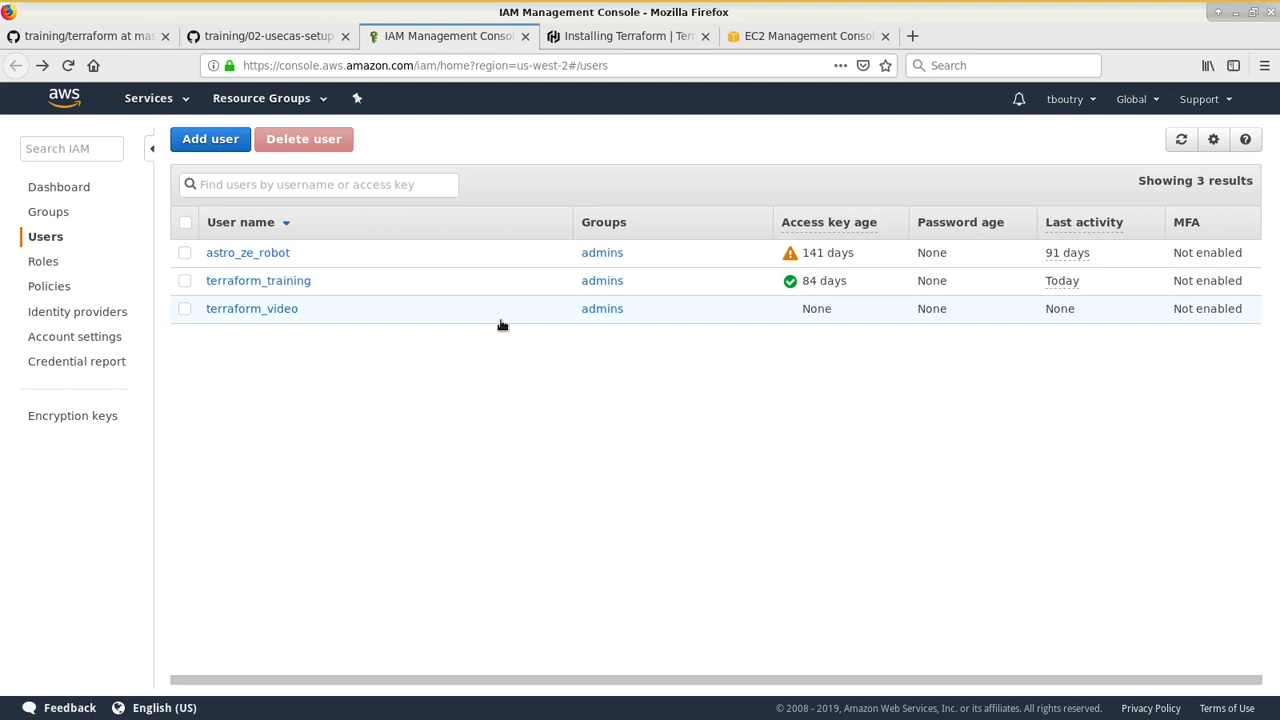 IAM Management Console - Mozilla Firefox
training/terraform at mas
training/02-usecas-setup
IAM Management Conso
Installing Terraform | Terr
EC2 Management Conso
https://console.aws.amazon.com/iam/home?region=us-west-2#/users
Search
aws
Services
Resource Groups
tboutry
Global
Support
Search IAM
Dashboard
Groups
Users
Roles
Policies
Identity providers
Account settings
Credential report
Encryption keys
Add user
Delete user
Find users by username or access key
Showing 3 results
User name Groups Access key age Password age Last activity MFA
astro_ze_robot admins 141 days None 91 days Not enabled
terraform_training admins 84 days None Today Not enabled
terraform_video admins None None None Not enabled
Feedback
English (US)
© 2008 - 2019, Amazon Web Services, Inc. or its affiliates. All rights reserved.
Privacy Policy
Terms of Use